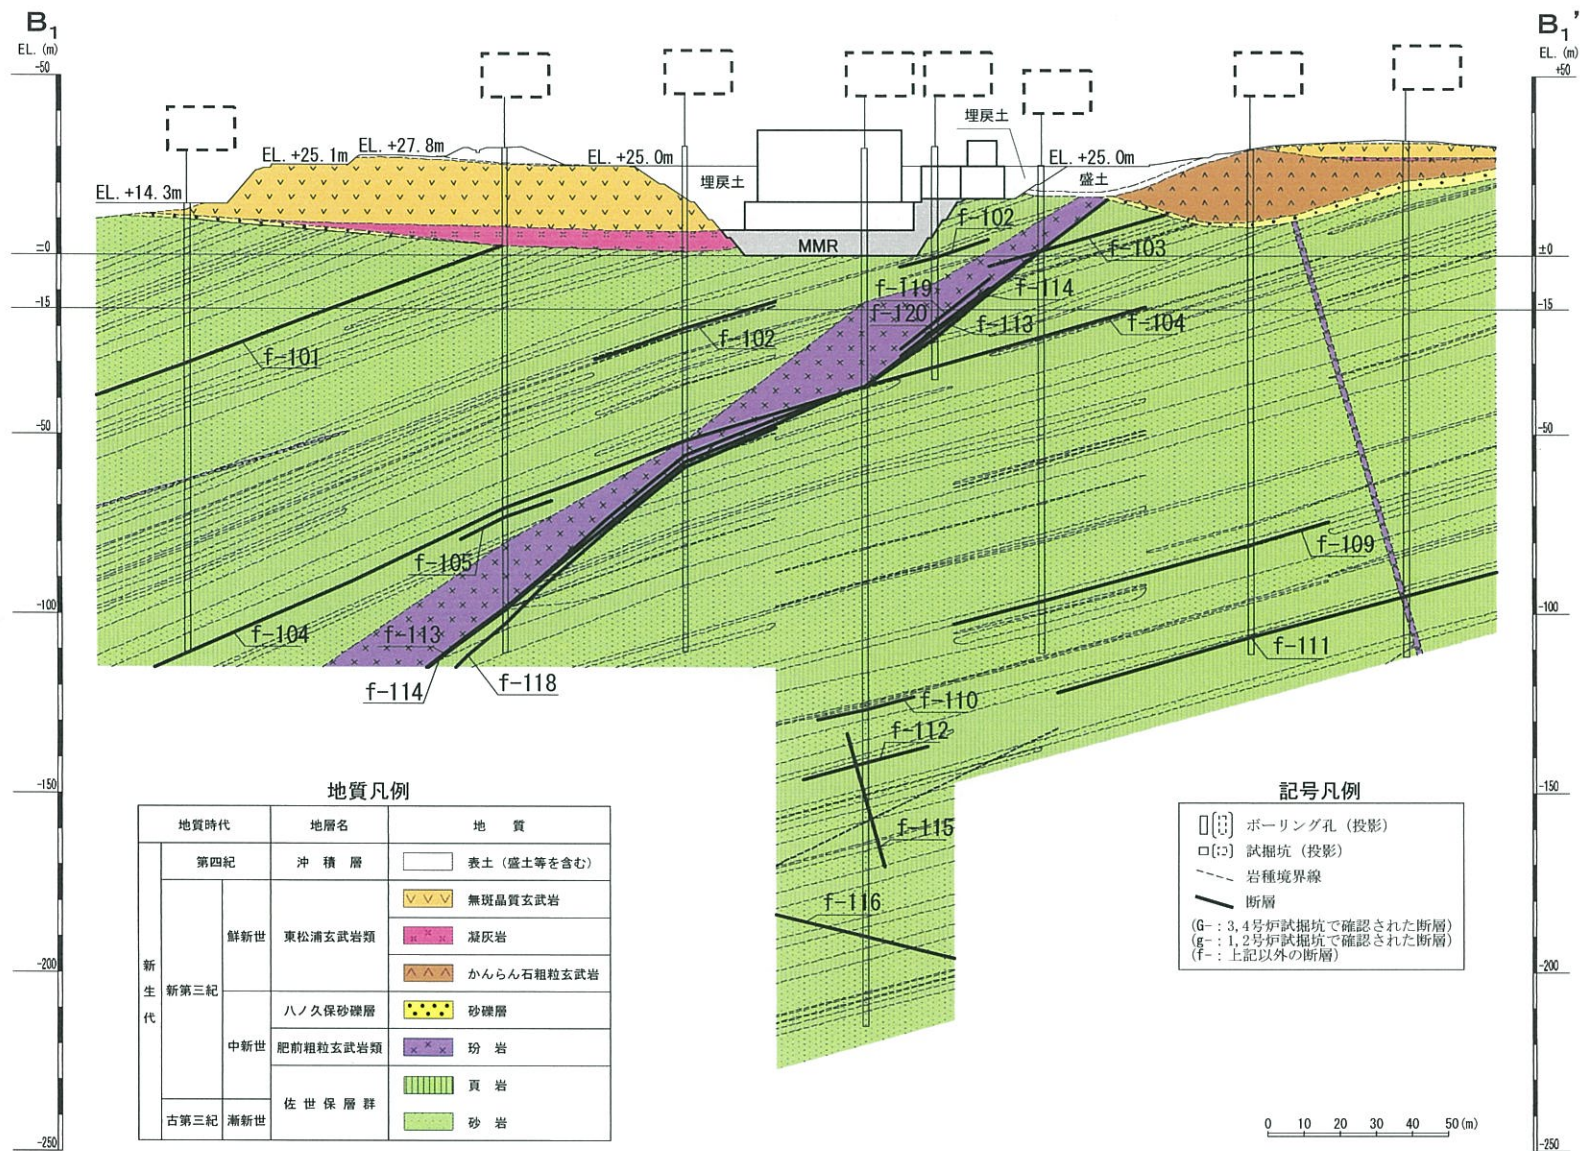 B₁
EL. (m)
B₁'
EL. (m)
-50
±0
-15
-50
-100
-150
-200
-250
+50
±0
-15
-50
-100
-150
-200
-250
EL. +14.3m
EL. +25.1m
EL. +27.8m
EL. +25.0m
埋戻土
埋戻土
EL. +25.0m
盛土
MMR
f-102
f-103
f-119
f-114
f-120
f-113
f-104
f-101
f-102
f-105
f-104
f-113
f-114
f-118
f-109
f-111
f-110
f-112
f-115
f-116
地質凡例
地質時代
地層名
地 質
新生代
第四紀
沖 積 層
表土 (盛土等を含む)
新第三紀
鮮新世
東松浦玄武岩類
無斑晶質玄武岩
凝灰岩
かんらん石粗粒玄武岩
中新世
八ノ久保砂礫層
砂礫層
肥前粗粒玄武岩類
玢 岩
佐 世 保 層 群
頁 岩
古第三紀
漸新世
砂 岩
記号凡例
ボーリング孔 (投影)
試掘坑 (投影)
岩種境界線
断層
(G- : 3,4号炉試掘坑で確認された断層)
(g- : 1,2号炉試掘坑で確認された断層)
(f- : 上記以外の断層)
0 10 20 30 40 50 (m)